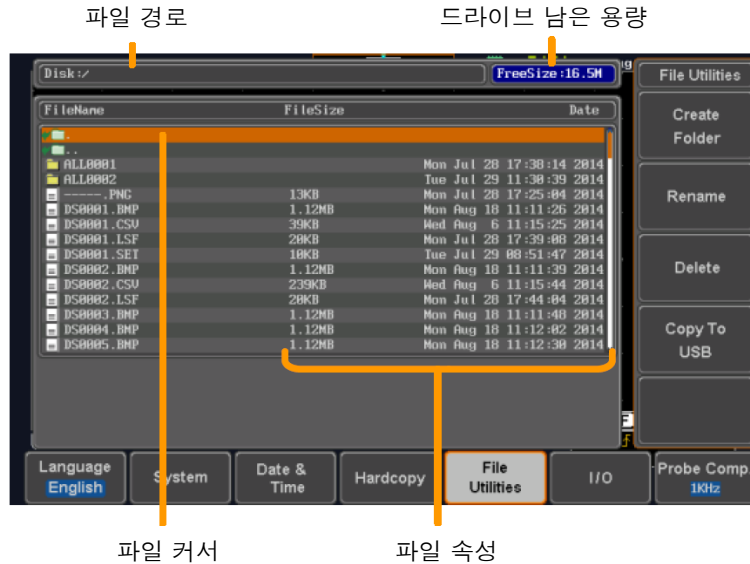 파일 경로
드라이브 남은 용량
Disk:/
FreeSize:16.5M
File Utilities
FileName FileSize Date
.
..
ALL0001 Mon Jul 28 17:38:14 2014
ALL0002 Tue Jul 29 11:30:39 2014
-----.PNG 13KB Mon Jul 28 17:25:04 2014
DS0001.BMP 1.12MB Mon Aug 18 11:11:26 2014
DS0001.CSV 39KB Wed Aug 6 11:15:25 2014
DS0001.LSF 20KB Mon Jul 28 17:39:08 2014
DS0001.SET 10KB Tue Jul 29 08:51:47 2014
DS0002.BMP 1.12MB Mon Aug 18 11:11:39 2014
DS0002.CSV 239KB Wed Aug 6 11:15:44 2014
DS0002.LSF 20KB Mon Jul 28 17:44:04 2014
DS0003.BMP 1.12MB Mon Aug 18 11:11:48 2014
DS0004.BMP 1.12MB Mon Aug 18 11:12:02 2014
DS0005.BMP 1.12MB Mon Aug 18 11:12:30 2014
Create
Folder
Rename
Delete
Copy To
USB
Language
English
System
Date &
Time
Hardcopy
File
Utilities
I/O
Probe Comp.
1KHz
파일 커서
파일 속성